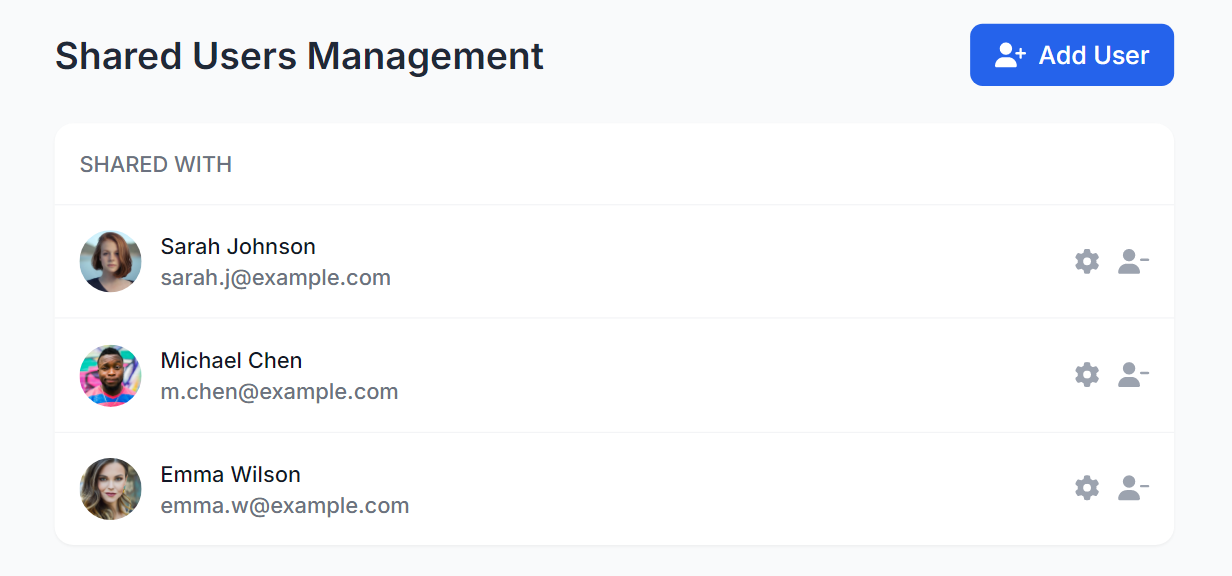 Shared Users Management
Add User
SHARED WITH
Sarah Johnson
sarah.j@example.com
Michael Chen
m.chen@example.com
Emma Wilson
emma.w@example.com